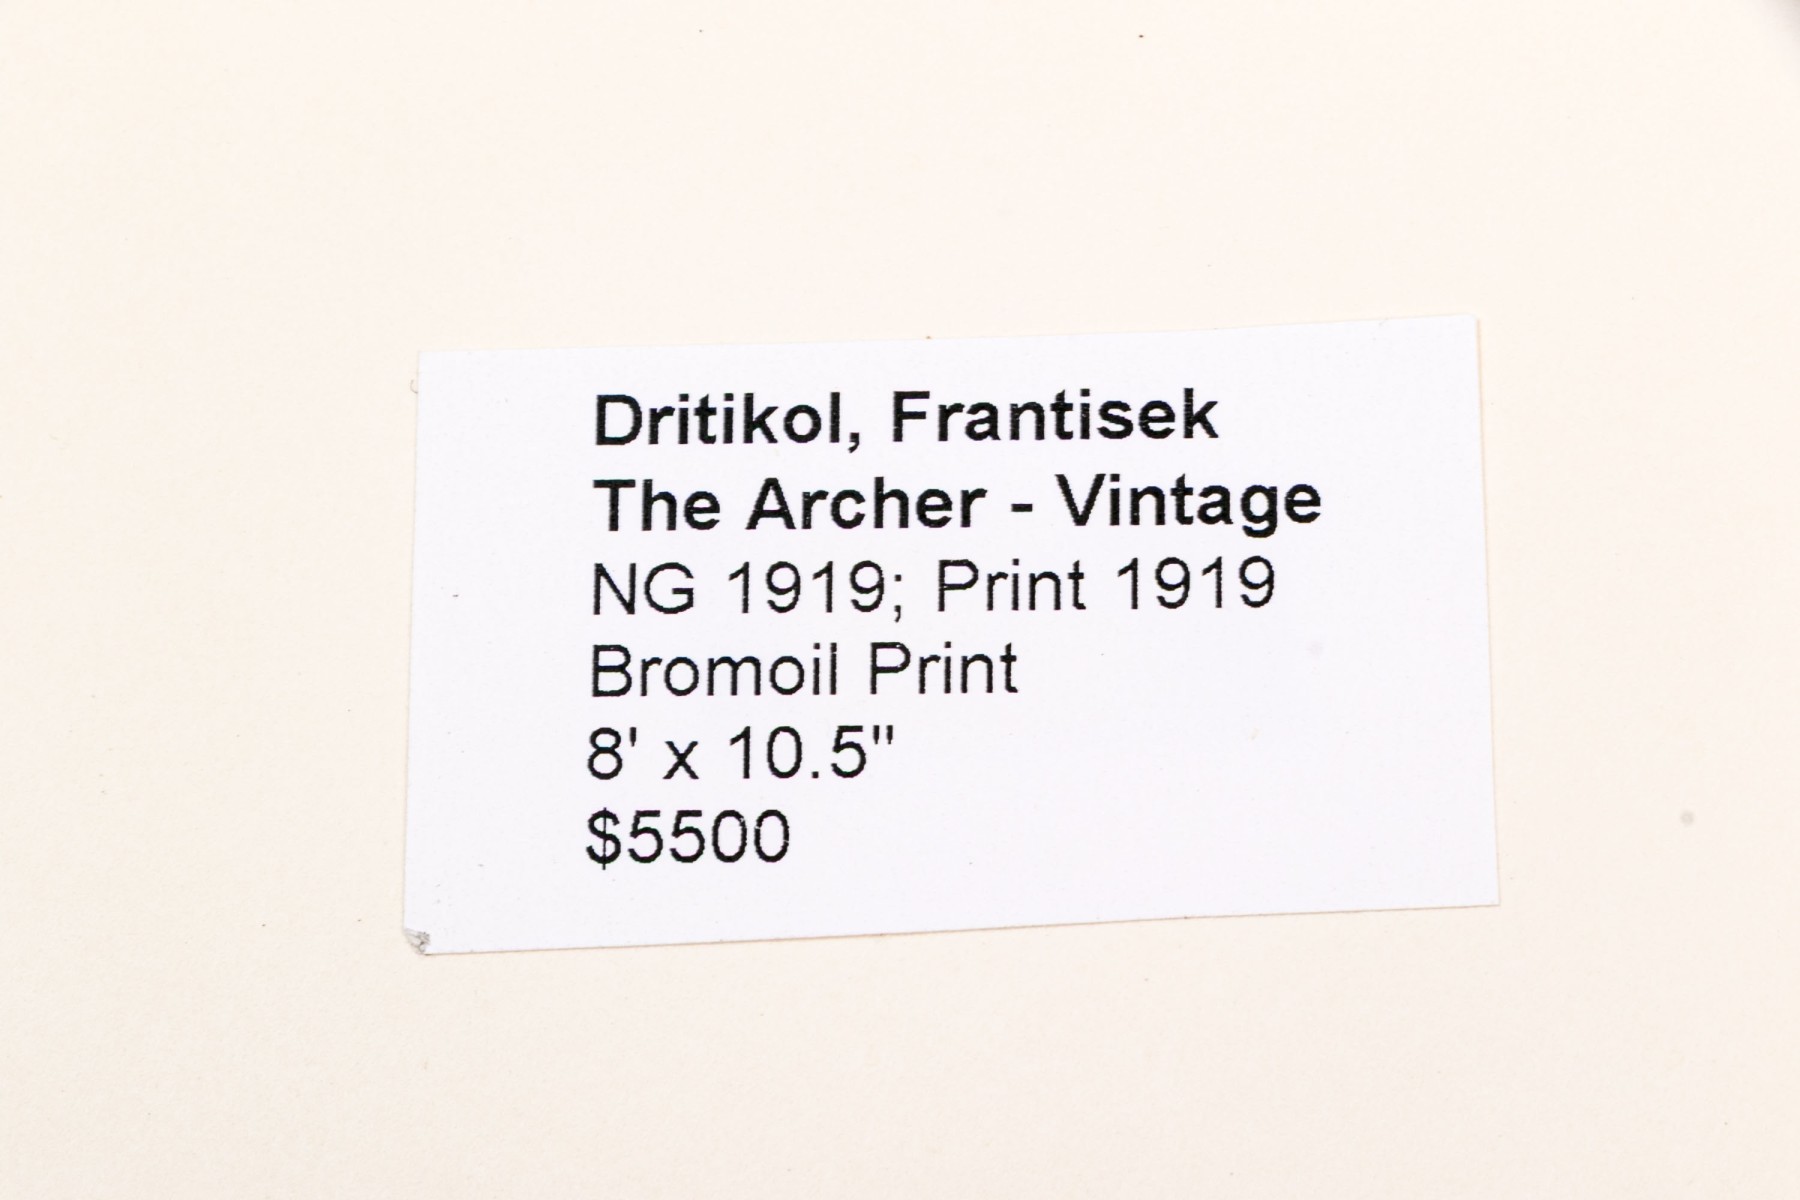 Dritikol, Frantisek
The Archer - Vintage
NG 1919; Print 1919
Bromoil Print
8' x 10.5"
$5500